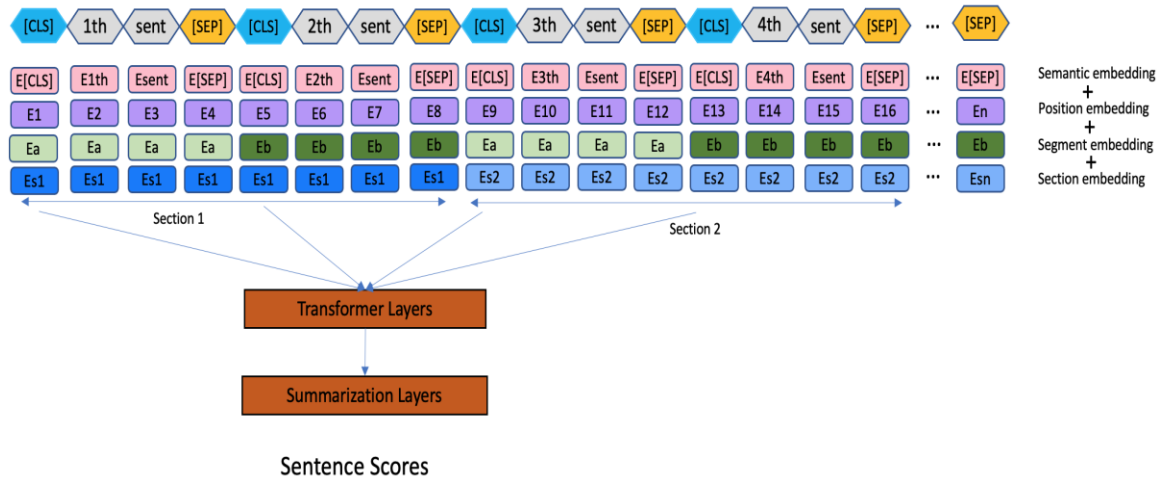 [CLS] 1th sent [SEP] [CLS] 2th sent [SEP] [CLS] 3th sent [SEP] [CLS] 4th sent [SEP] ... [SEP]
E[CLS] E1th Esent E[SEP] E[CLS] E2th Esent E[SEP] E[CLS] E3th Esent E[SEP] E[CLS] E4th Esent E[SEP] ... E[SEP] Semantic embedding
+
E1 E2 E3 E4 E5 E6 E7 E8 E9 E10 E11 E12 E13 E14 E15 E16 ... En Position embedding
+
Ea Ea Ea Ea Eb Eb Eb Eb Ea Ea Ea Ea Eb Eb Eb Eb ... Eb Segment embedding
+
Es1 Es1 Es1 Es1 Es1 Es1 Es1 Es1 Es2 Es2 Es2 Es2 Es2 Es2 Es2 Es2 ... Esn Section embedding
Section 1 Section 2
Transformer Layers
Summarization Layers
Sentence Scores